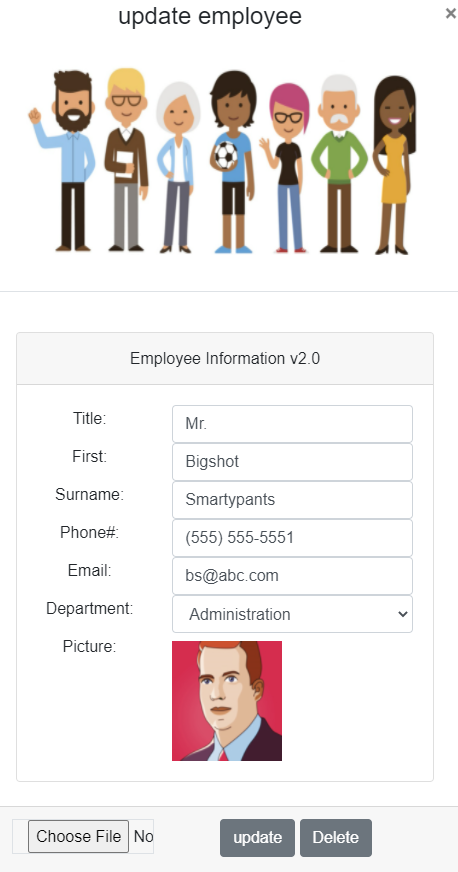 update employee ×
Employee Information v2.0
Title: Mr.
First: Bigshot
Surname: Smartypants
Phone#: (555) 555-5551
Email: bs@abc.com
Department: Administration
Picture:
Choose File No update Delete